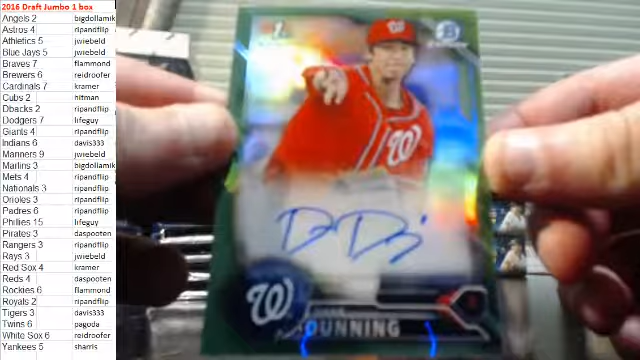 2016 Draft Jumbo 1 box
Angels 2 bigdollamik
Astros 4 ripandflip
Athletics 5 jwiebeld
Blue Jays 5 jwiebeld
Braves 7 flammond
Brewers 6 reidroofer
Cardinals 7 kramer
Cubs 2 hitman
Dbacks 2 ripandflip
Dodgers 7 lifeguy
Giants 4 ripandflip
Indians 6 davis333
Manners 9 jwiebeld
Marlins 3 bigdollamik
Mets 4 ripandflip
Nationals 3 ripandflip
Orioles 3 ripandflip
Padres 6 ripandflip
Phillies 15 lifeguy
Pirates 3 daspooten
Rangers 3 ripandflip
Rays 3 jwiebeld
Red Sox 4 kramer
Reds 4 daspooten
Rockies 6 flammond
Royals 2 ripandflip
Tigers 3 davis333
Twins 6 pagoda
White Sox 6 reidroofer
Yankees 5 sharris
W
W
W
DUNNING